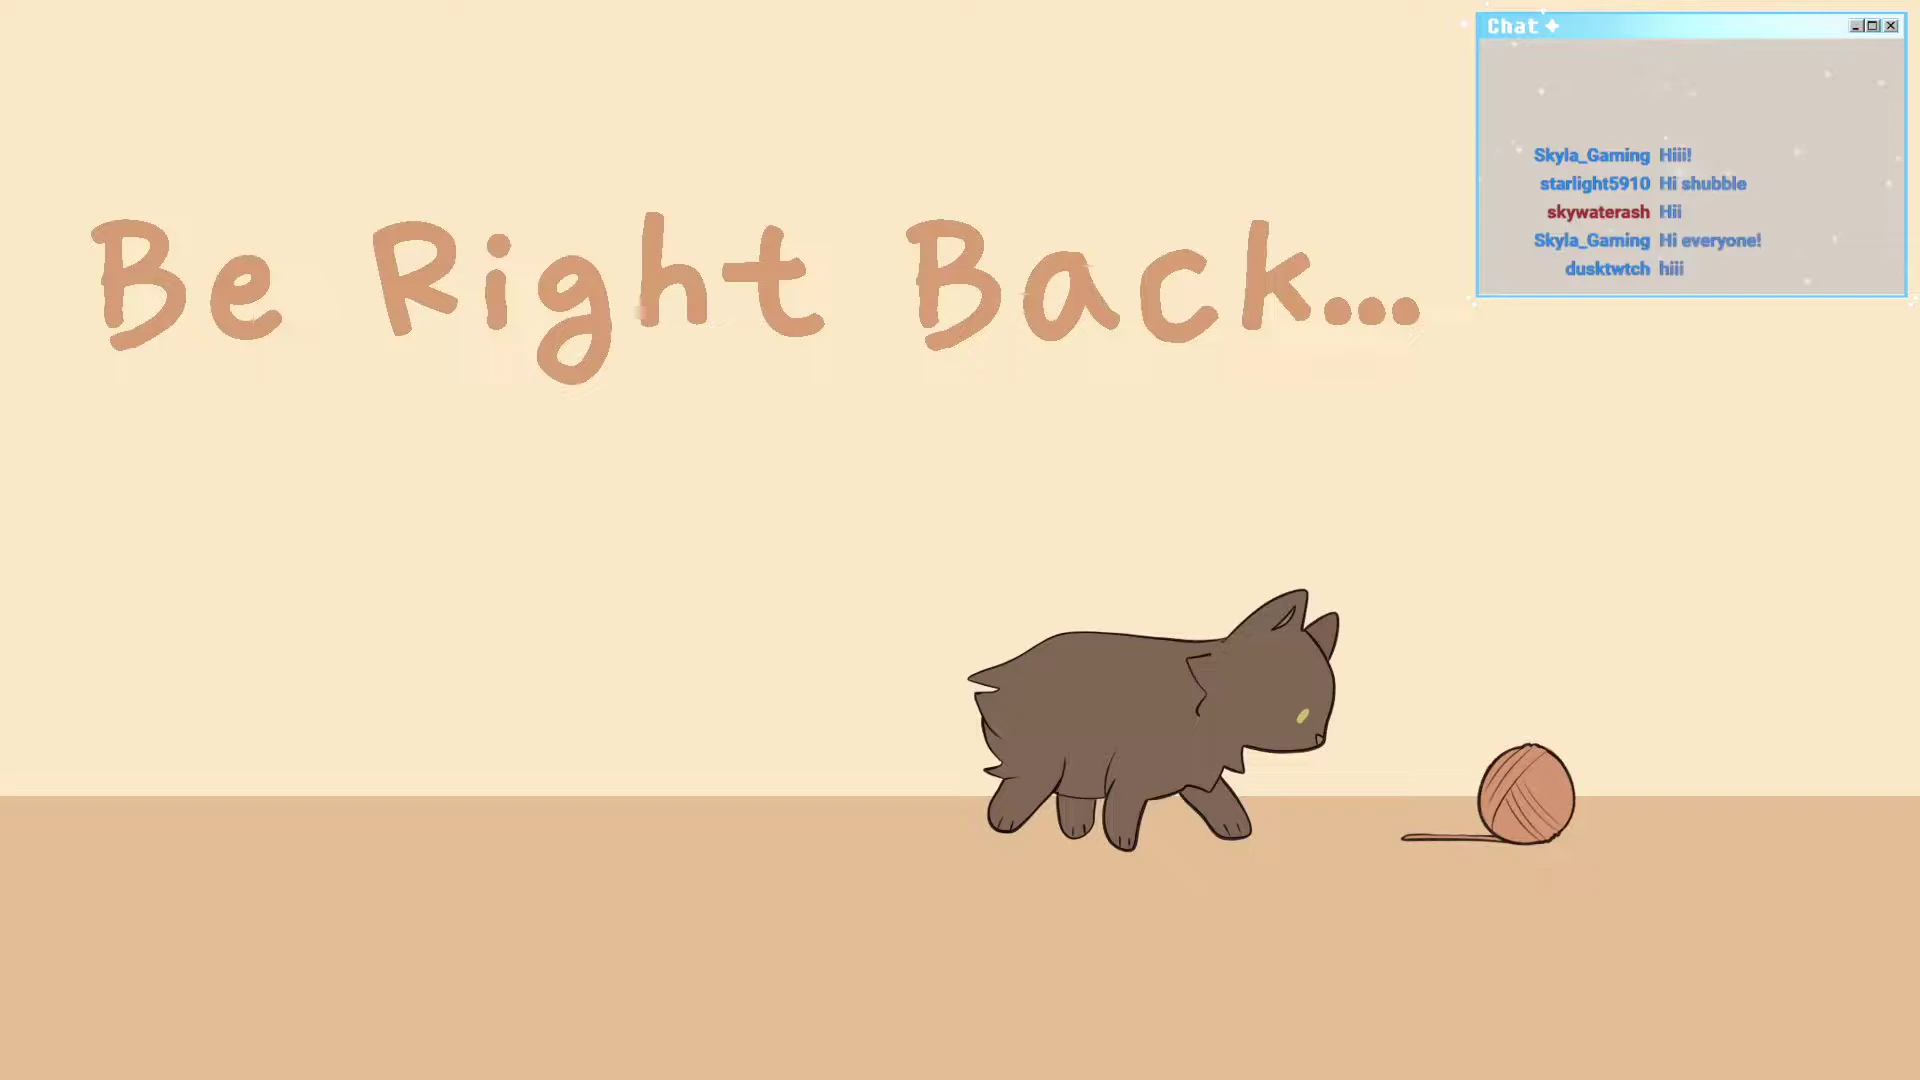 Be Right Back...
Chat
Skyla_Gaming Hiii!
starlight5910 Hi shubble
skywaterash Hii
Skyla_Gaming Hi everyone!
dusktwtch hiii